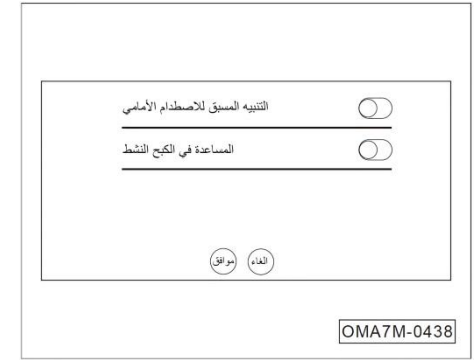 التنبيه المسبق للاصطدام الأمامي
المساعدة في الكبح النشط
الغاء
موافق
OMA7M-0438